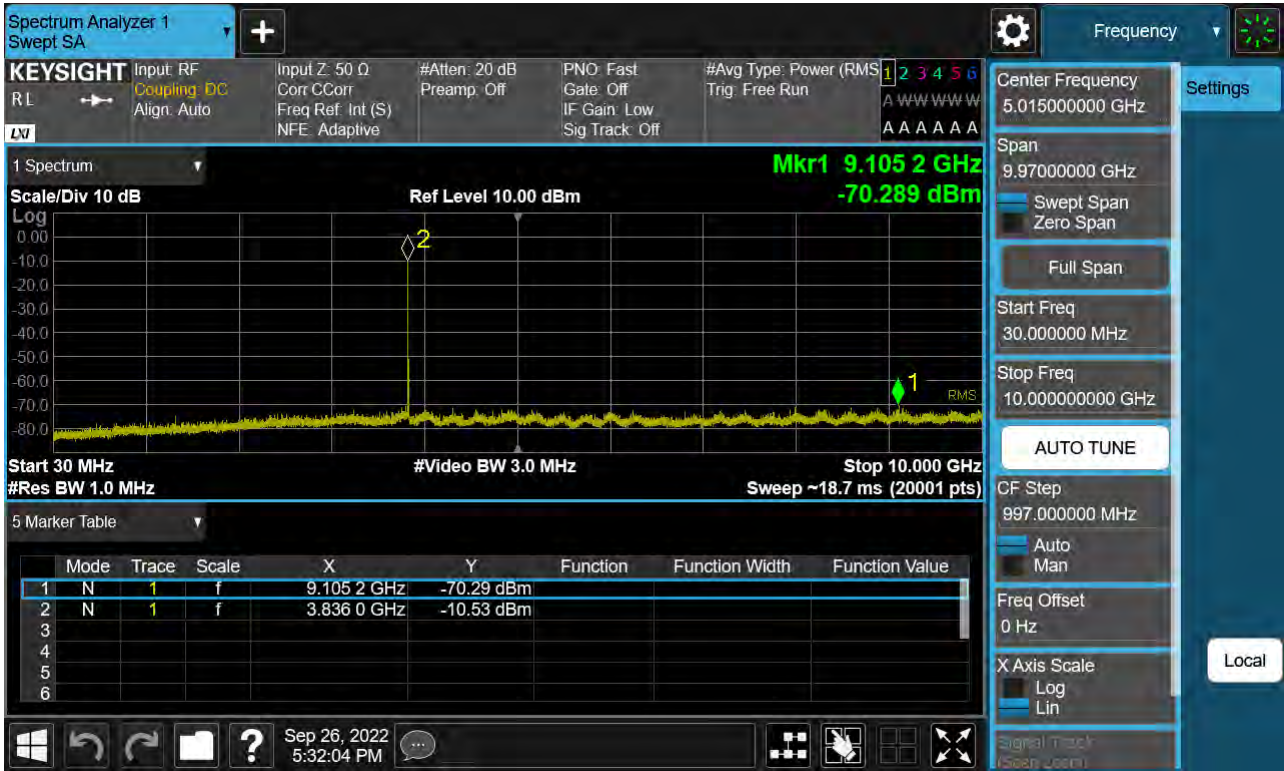 Spectrum Analyzer 1
Swept SA
+
Frequency
KEYSIGHT
RL
LXI
Input: RF
Coupling: DC
Align: Auto
Input Z: 50 Ω
Corr CCorr
Freq Ref: Int (S)
NFE: Adaptive
#Atten: 20 dB
Preamp: Off
PNO: Fast
Gate: Off
IF Gain: Low
Sig Track: Off
#Avg Type: Power (RMS
Trig: Free Run
1 2 3 4 5 6
A W W W W W
A A A A A A
1 Spectrum
Scale/Div 10 dB
Ref Level 10.00 dBm
Mkr1 9.105 2 GHz
-70.289 dBm
Log
0.00
-10.0
-20.0
-30.0
-40.0
-50.0
-60.0
-70.0
-80.0
2
1
RMS
Start 30 MHz
#Video BW 3.0 MHz
Stop 10.000 GHz
#Res BW 1.0 MHz
Sweep ~18.7 ms (20001 pts)
5 Marker Table
Mode Trace Scale X Y Function Function Width Function Value
1 N 1 f 9.105 2 GHz -70.29 dBm
2 N 1 f 3.836 0 GHz -10.53 dBm
3
4
5
6
Center Frequency
5.015000000 GHz
Settings
Span
9.97000000 GHz
Swept Span
Zero Span
Full Span
Start Freq
30.000000 MHz
Stop Freq
10.000000000 GHz
AUTO TUNE
CF Step
997.000000 MHz
Auto
Man
Freq Offset
0 Hz
X Axis Scale
Log
Lin
Local
Signal Track
(Span Zoom)
?
Sep 26, 2022
5:32:04 PM